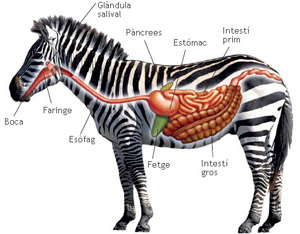 Glàndula
salival
Pàncrees
Estómac
Intestí
prim
Boca
Faringe
Esòfag
Fetge
Intestí
gros